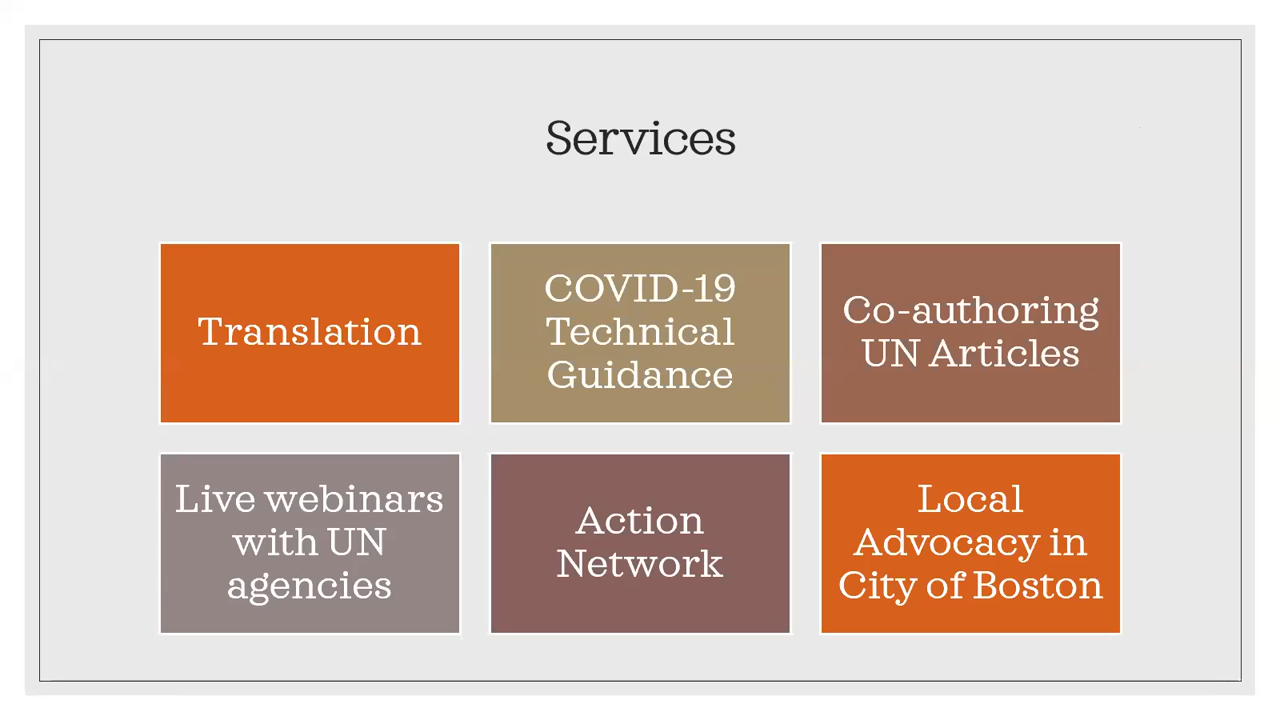 Services
Translation
COVID-19
Technical
Guidance
Co-authoring
UN Articles
Live webinars
with UN
agencies
Action
Network
Local
Advocacy in
City of Boston